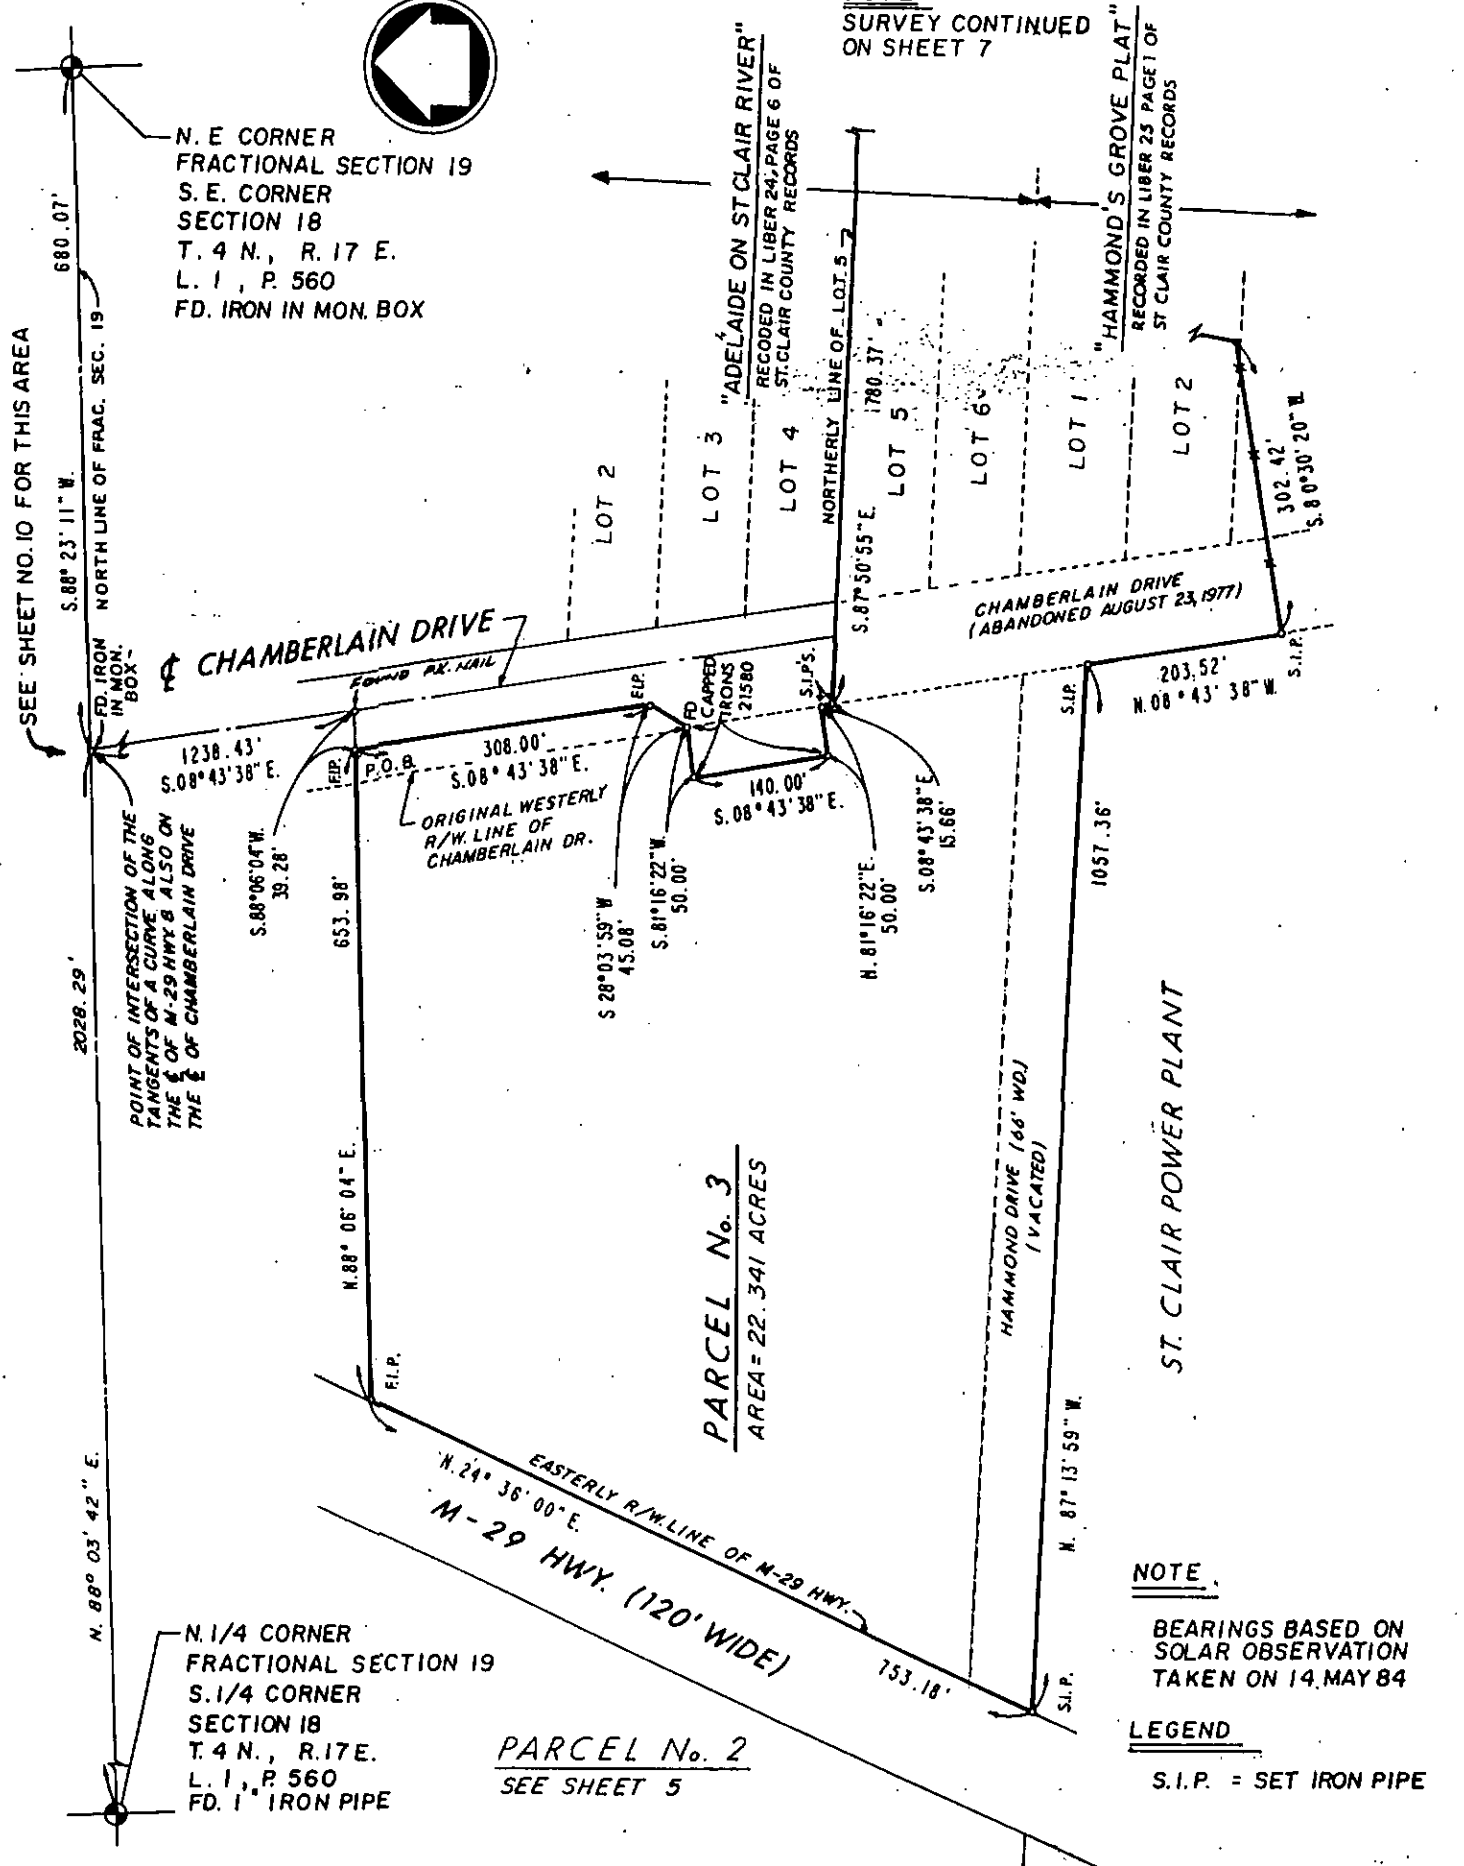 SURVEY CONTINUED
ON SHEET 7
N. E CORNER
FRACTIONAL SECTION 19
S. E. CORNER
SECTION 18
T. 4 N., R. 17 E.
L. 1 , P. 560
FD. IRON IN MON. BOX
680.07'
S.88° 23' 11" W.
NORTH LINE OF FRAC. SEC. 19
SEE SHEET NO. 10 FOR THIS AREA
FD. IRON
IN MON.
BOX
"ADELAIDE ON ST CLAIR RIVER"
RECODED IN LIBER 24, PAGE 6 OF
ST. CLAIR COUNTY RECORDS
"HAMMOND'S GROVE PLAT"
RECORDED IN LIBER 25 PAGE 1 OF
ST CLAIR COUNTY RECORDS
NORTHERLY LINE OF LOT 5
1780.37'
S.87° 50' 55" E.
LOT 2
LOT 3
LOT 4
LOT 5
LOT 6
LOT 1
LOT 2
302.42'
S. 80° 30' 20" W.
℄ CHAMBERLAIN DRIVE
FOUND P.K. NAIL
CHAMBERLAIN DRIVE
(ABANDONED AUGUST 23, 1977)
203.52'
N. 08° 43' 38" W.
S.I.P.
S.I.P.
1238.43'
S.08° 43' 38" E.
F.I.P.
P.O.B.
308.00'
S.08° 43' 38" E.
F.I.P.
FD
CAPPED
IRONS
21580
S.I.P'S.
140.00'
S. 08° 43' 38" E.
ORIGINAL WESTERLY
R/W. LINE OF
CHAMBERLAIN DR.
S.88° 06' 04" W.
39.28'
S 28° 03' 59" W
45.08'
S.81° 16' 22" W.
50.00'
N. 81° 16' 22" E.
50.00'
S.08° 43' 38" E
15.66'
POINT OF INTERSECTION OF THE
TANGENTS OF A CURVE ALONG
THE ℄ OF M-29 HWY & ALSO ON
THE ℄ OF CHAMBERLAIN DRIVE
2028.29'
N. 88° 03' 42" E.
653.98'
N.88° 06' 04" E.
F.I.P.
PARCEL No. 3
AREA = 22.341 ACRES
HAMMOND DRIVE (66' WD.)
(VACATED)
1057.36'
N. 87° 13' 59" W.
ST. CLAIR POWER PLANT
N. 24° 36' 00" E.
EASTERLY R/W. LINE OF M-29 HWY.
M-29 HWY. (120' WIDE)
753.18'
S.I.P.
N. 1/4 CORNER
FRACTIONAL SECTION 19
S. 1/4 CORNER
SECTION 18
T. 4 N., R. 17 E.
L. 1 , P. 560
FD. 1" IRON PIPE
PARCEL No. 2
SEE SHEET 5
NOTE
BEARINGS BASED ON
SOLAR OBSERVATION
TAKEN ON 14 MAY 84
LEGEND
S.I.P. = SET IRON PIPE